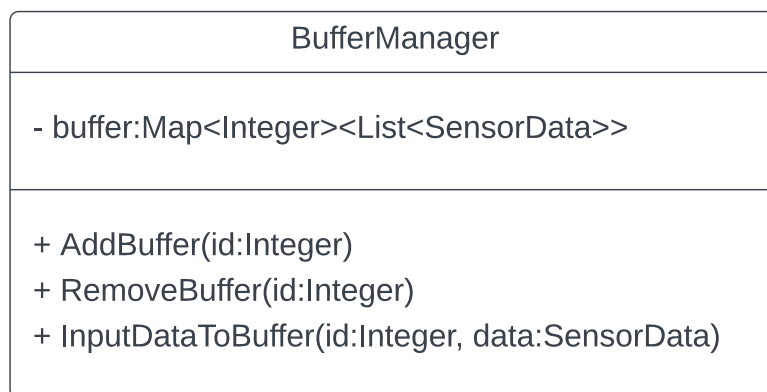 BufferManager
- buffer:Map<Integer><List<SensorData>>
+ AddBuffer(id:Integer)
+ RemoveBuffer(id:Integer)
+ InputDataToBuffer(id:Integer, data:SensorData)